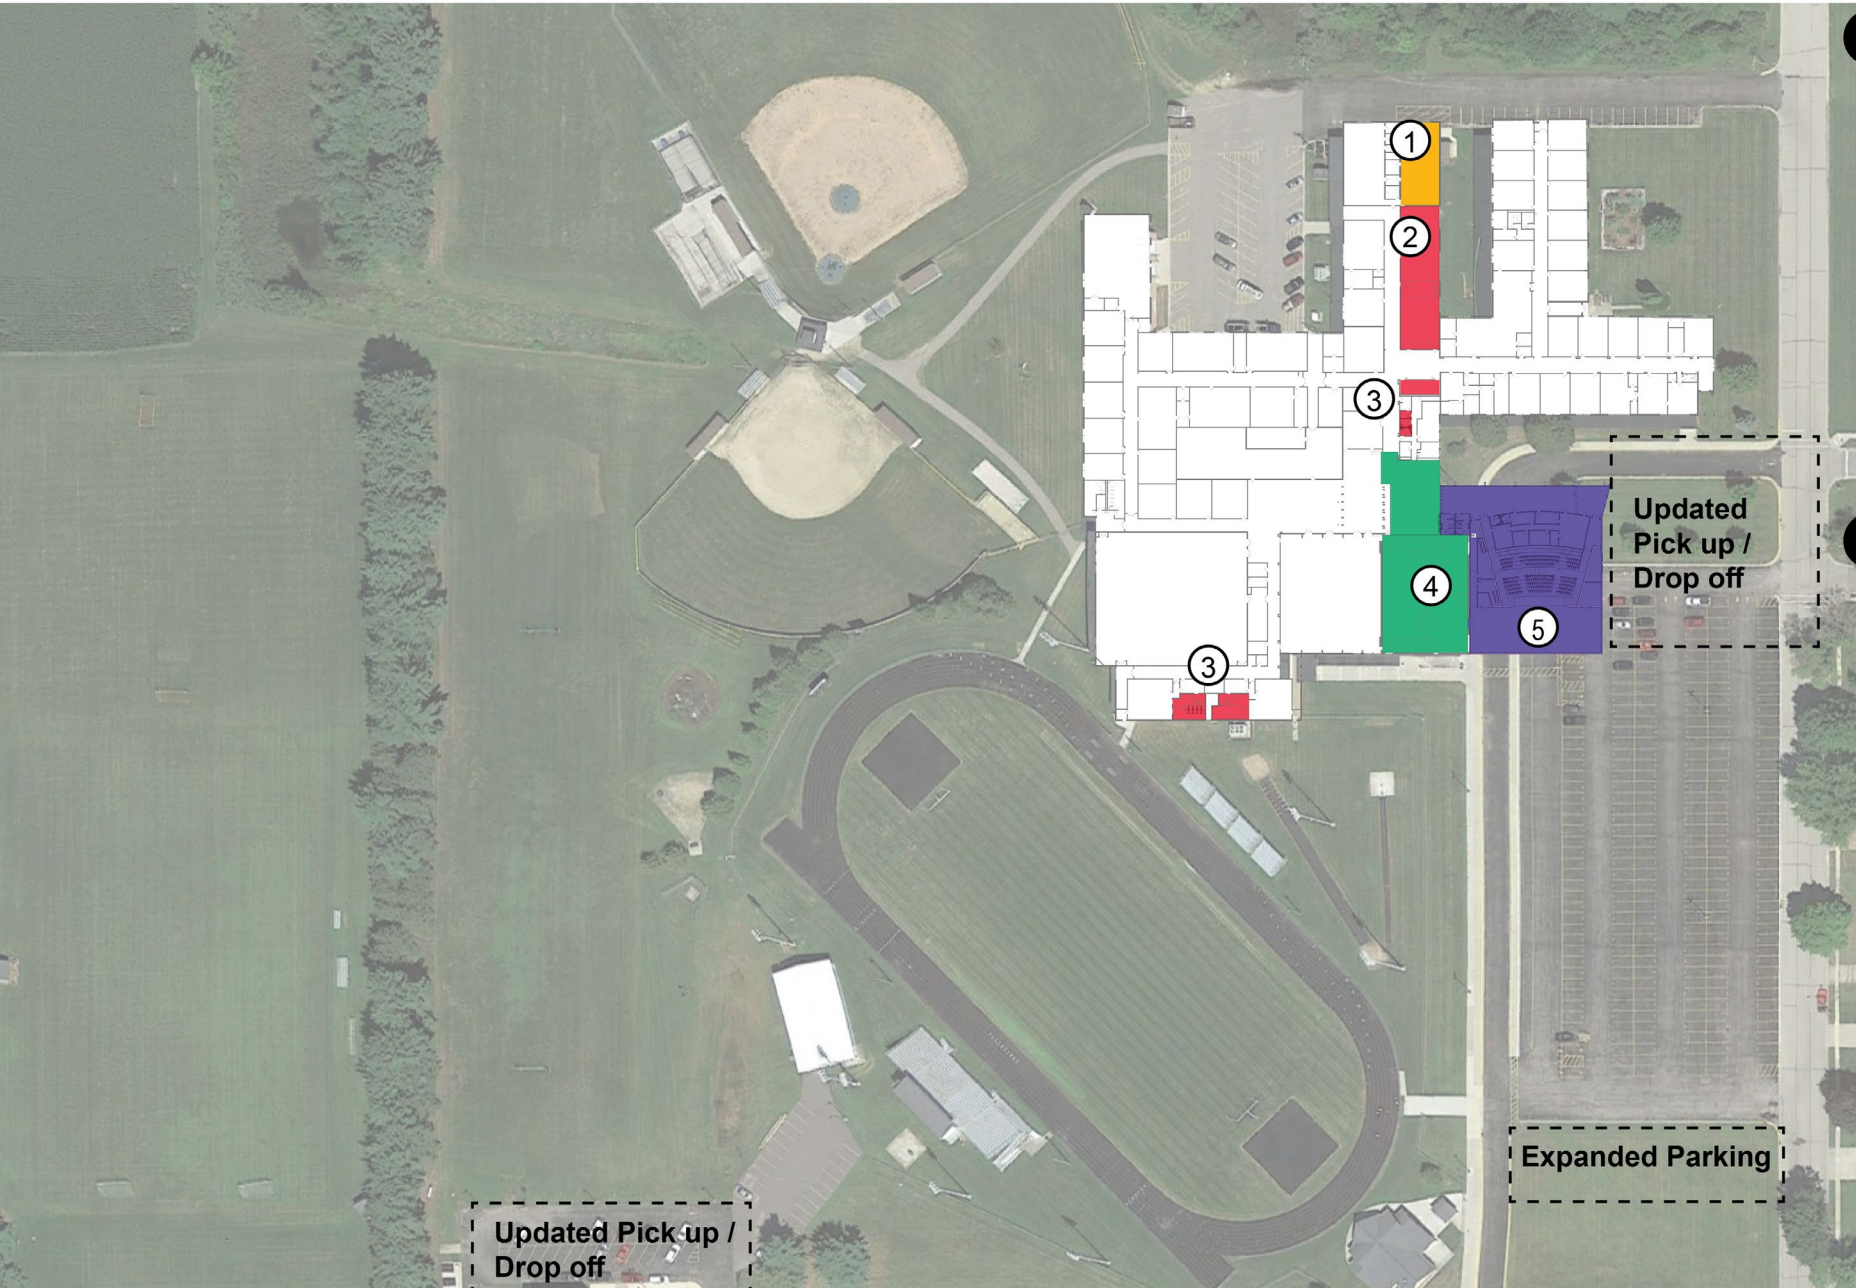 1
2
3
Updated
Pick up /
Drop off
4
5
3
Expanded Parking
Updated Pick up /
Drop off